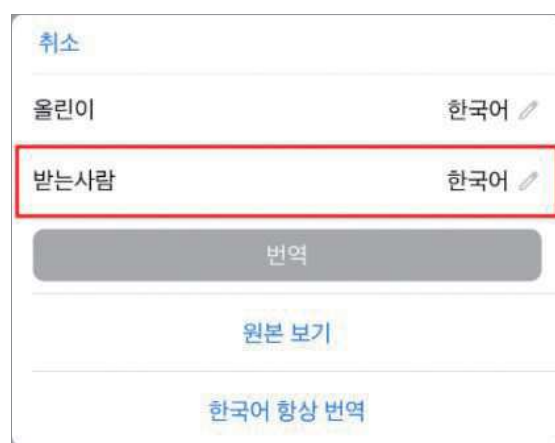 취소
올린이 한국어
받는사람 한국어
번역
원본 보기
한국어 항상 번역